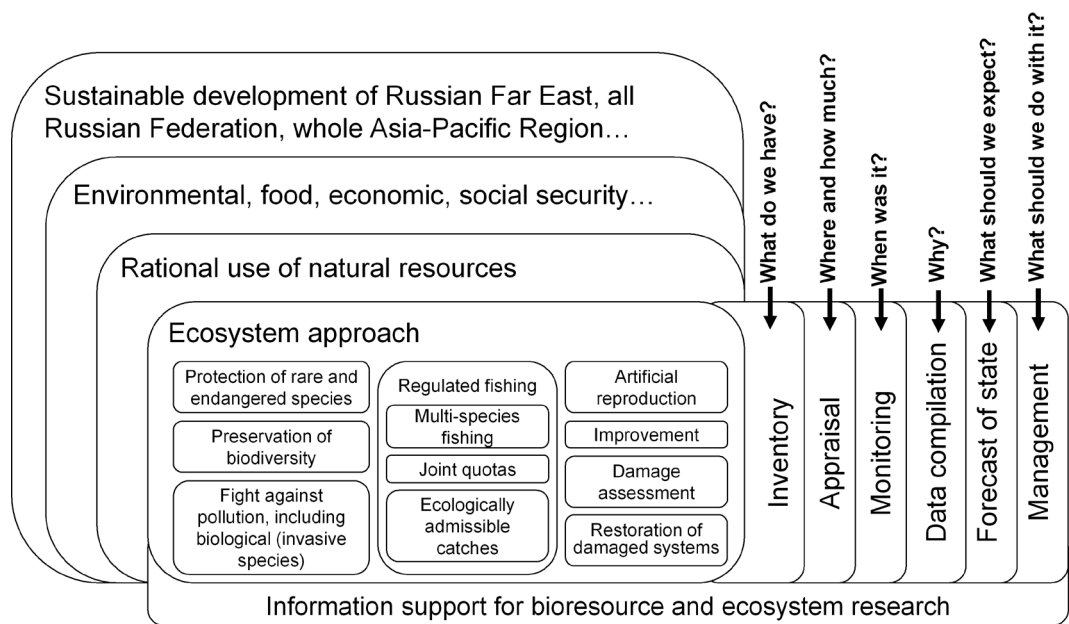 Sustainable development of Russian Far East, all
Russian Federation, whole Asia-Pacific Region…
Environmental, food, economic, social security…
Rational use of natural resources
Ecosystem approach
Protection of rare and
endangered species
Preservation of
biodiversity
Fight against
pollution, including
biological (invasive
species)
Regulated fishing
Multi-species
fishing
Joint quotas
Ecologically
admissible
catches
Artificial
reproduction
Improvement
Damage
assessment
Restoration of
damaged systems
What do we have?
Where and how much?
When was it?
Why?
What should we expect?
What should we do with it?
Inventory
Appraisal
Monitoring
Data compilation
Forecast of state
Management
Information support for bioresource and ecosystem research